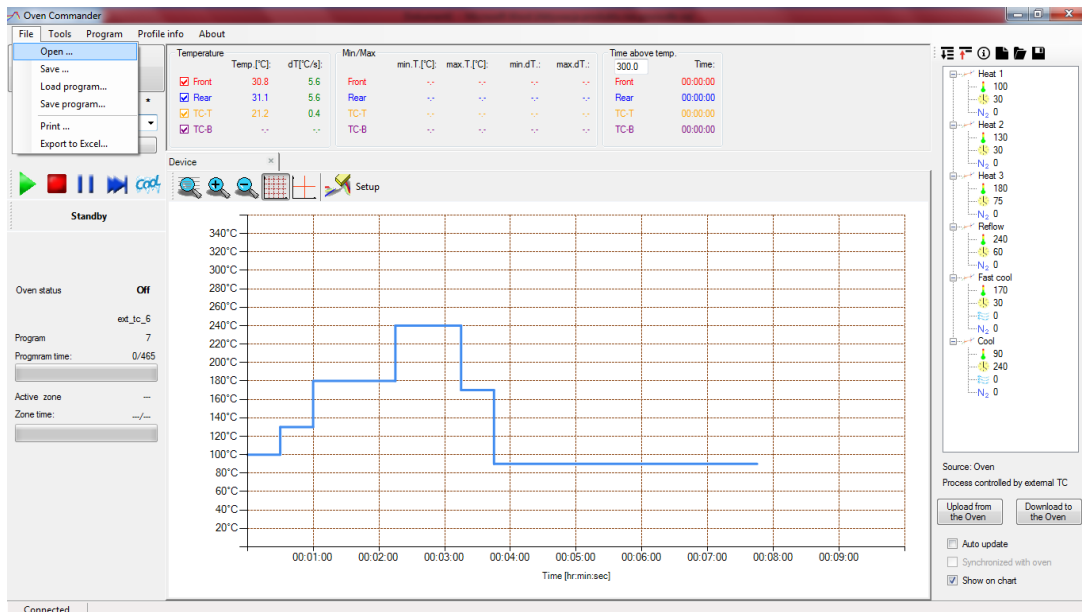 Oven Commander
File Tools Program Profile info About
Open ...
Save ...
Load program...
Save program...
Print ...
Export to Excel...
*
Temperature
Temp.[°C]: dT[°C/s]:
Front 30.8 5.6
Rear 31.1 5.6
TC-T 21.2 0.4
TC-B -.- -.-
Min/Max
min.T.[°C]: max.T.[°C]: min.dT.: max.dT.:
Front -.- -.- -.- -.-
Rear -.- -.- -.- -.-
TC-T -.- -.- -.- -.-
TC-B -.- -.- -.- -.-
Time above temp.
300.0 Time:
Front 00:00:00
Rear 00:00:00
TC-T 00:00:00
TC-B 00:00:00
Device ×
Cool
Setup
Standby
Oven status Off
ext_tc_6
Program 7
Progmram time: 0/465
Active zone ---
Zone time: ---/---
340°C
320°C
300°C
280°C
260°C
240°C
220°C
200°C
180°C
160°C
140°C
120°C
100°C
80°C
60°C
40°C
20°C
00:01:00 00:02:00 00:03:00 00:04:00 00:05:00 00:06:00 00:07:00 00:08:00 00:09:00
Time [hr:min:sec]
Heat 1
100
30
N₂ 0
Heat 2
130
30
N₂ 0
Heat 3
180
75
N₂ 0
Reflow
240
60
N₂ 0
Fast cool
170
30
0
N₂ 0
Cool
90
240
0
N₂ 0
Source: Oven
Process controlled by external TC
Upload from
the Oven
Download to
the Oven
Auto update
Synchronized with oven
Show on chart
Connected